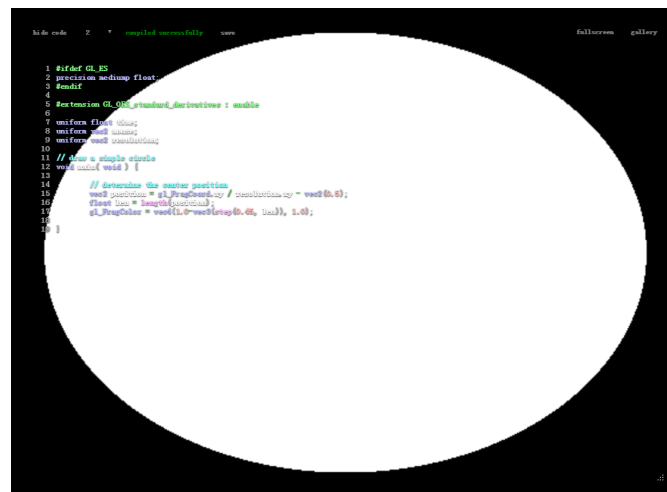 hide code 2 compiled successfully save fullscreen gallery
1 #ifdef GL_ES
2 precision mediump float;
3 #endif
4
5 #extension GL_OES_standard_derivatives : enable
6
7 uniform float time;
8 uniform vec2 mouse;
9 uniform vec2 resolution;
10
11 // draw a simple circle
12 void main( void ) {
13
14 // determine the center position
15 vec2 position = gl_FragCoord.xy / resolution.xy - vec2(0.5);
16 float len = length(position);
17 gl_FragColor = vec4(1.0-vec3(step(0.45, len)), 1.0);
18
19 }